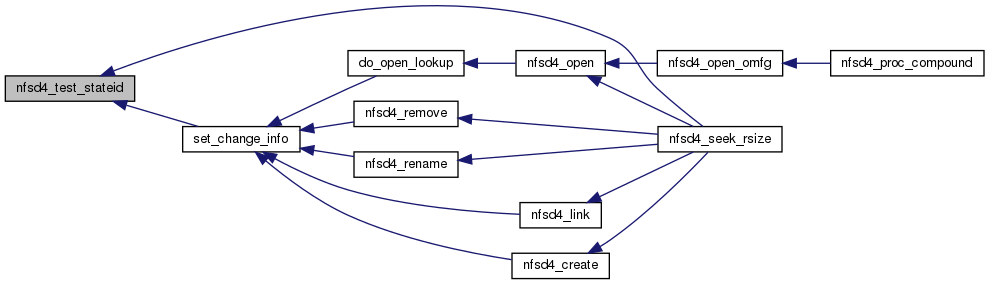 nfsd4_test_stateid
set_change_info
do_open_lookup
nfsd4_remove
nfsd4_rename
nfsd4_open
nfsd4_link
nfsd4_create
nfsd4_open_omfg
nfsd4_seek_rsize
nfsd4_proc_compound